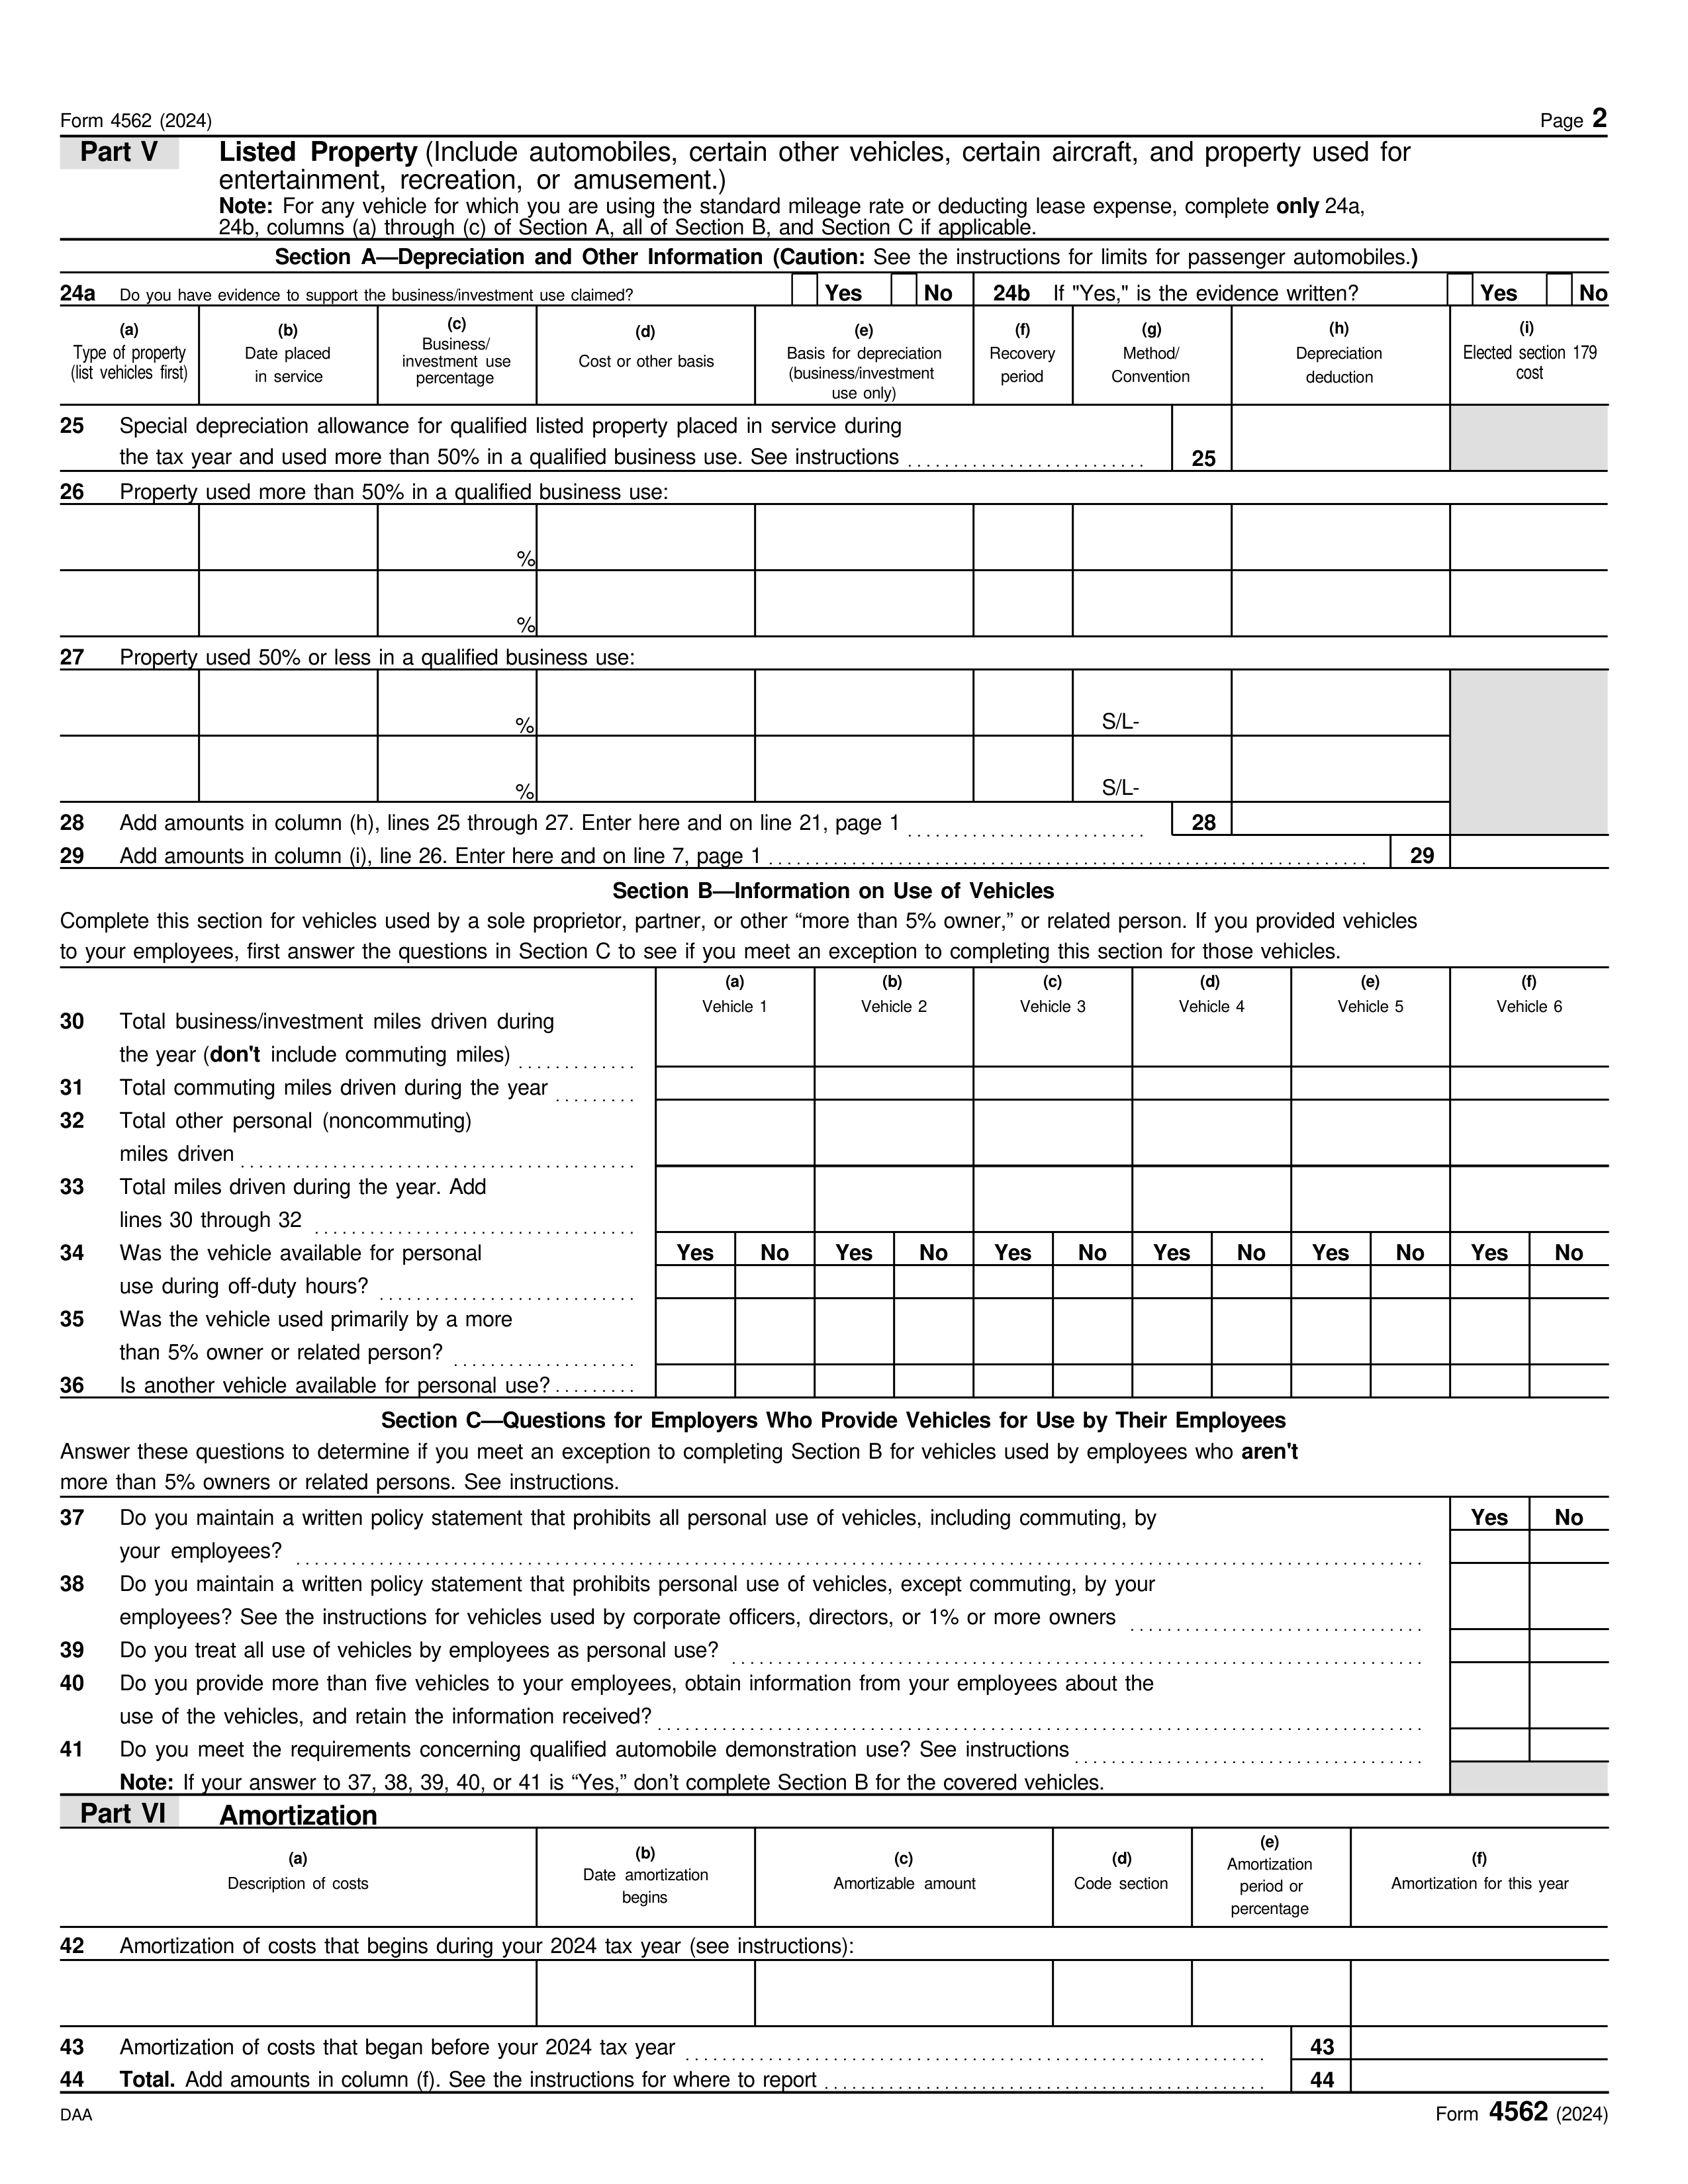 Form 4562 (2024) Page 2
Part V Listed Property (Include automobiles, certain other vehicles, certain aircraft, and property used for
entertainment, recreation, or amusement.)
Note: For any vehicle for which you are using the standard mileage rate or deducting lease expense, complete only 24a,
24b, columns (a) through (c) of Section A, all of Section B, and Section C if applicable.
Section A—Depreciation and Other Information (Caution: See the instructions for limits for passenger automobiles.)
24a Do you have evidence to support the business/investment use claimed? Yes No 24b If "Yes," is the evidence written? Yes No
(a) (b) (c) (d) (e) (f) (g) (h) (i)
Type of property Date placed Business/ Cost or other basis Basis for depreciation Recovery Method/ Depreciation Elected section 179
(list vehicles first) in service investment use (business/investment period Convention deduction cost
percentage use only)
25 Special depreciation allowance for qualified listed property placed in service during
the tax year and used more than 50% in a qualified business use. See instructions 25
26 Property used more than 50% in a qualified business use:
%
%
27 Property used 50% or less in a qualified business use:
% S/L-
% S/L-
28 Add amounts in column (h), lines 25 through 27. Enter here and on line 21, page 1 28
29 Add amounts in column (i), line 26. Enter here and on line 7, page 1 29
Section B—Information on Use of Vehicles
Complete this section for vehicles used by a sole proprietor, partner, or other “more than 5% owner,” or related person. If you provided vehicles
to your employees, first answer the questions in Section C to see if you meet an exception to completing this section for those vehicles.
(a) (b) (c) (d) (e) (f)
Vehicle 1 Vehicle 2 Vehicle 3 Vehicle 4 Vehicle 5 Vehicle 6
30 Total business/investment miles driven during
the year (don't include commuting miles)
31 Total commuting miles driven during the year
32 Total other personal (noncommuting)
miles driven
33 Total miles driven during the year. Add
lines 30 through 32
34 Was the vehicle available for personal Yes No Yes No Yes No Yes No Yes No Yes No
use during off-duty hours?
35 Was the vehicle used primarily by a more
than 5% owner or related person?
36 Is another vehicle available for personal use?
Section C—Questions for Employers Who Provide Vehicles for Use by Their Employees
Answer these questions to determine if you meet an exception to completing Section B for vehicles used by employees who aren't
more than 5% owners or related persons. See instructions.
37 Do you maintain a written policy statement that prohibits all personal use of vehicles, including commuting, by Yes No
your employees?
38 Do you maintain a written policy statement that prohibits personal use of vehicles, except commuting, by your
employees? See the instructions for vehicles used by corporate officers, directors, or 1% or more owners
39 Do you treat all use of vehicles by employees as personal use?
40 Do you provide more than five vehicles to your employees, obtain information from your employees about the
use of the vehicles, and retain the information received?
41 Do you meet the requirements concerning qualified automobile demonstration use? See instructions
Note: If your answer to 37, 38, 39, 40, or 41 is “Yes,” don’t complete Section B for the covered vehicles.
Part VI Amortization
(a) (b) (c) (d) (e) (f)
Description of costs Date amortization Amortizable amount Code section Amortization Amortization for this year
begins period or
percentage
42 Amortization of costs that begins during your 2024 tax year (see instructions):
43 Amortization of costs that began before your 2024 tax year 43
44 Total. Add amounts in column (f). See the instructions for where to report 44
DAA Form 4562 (2024)